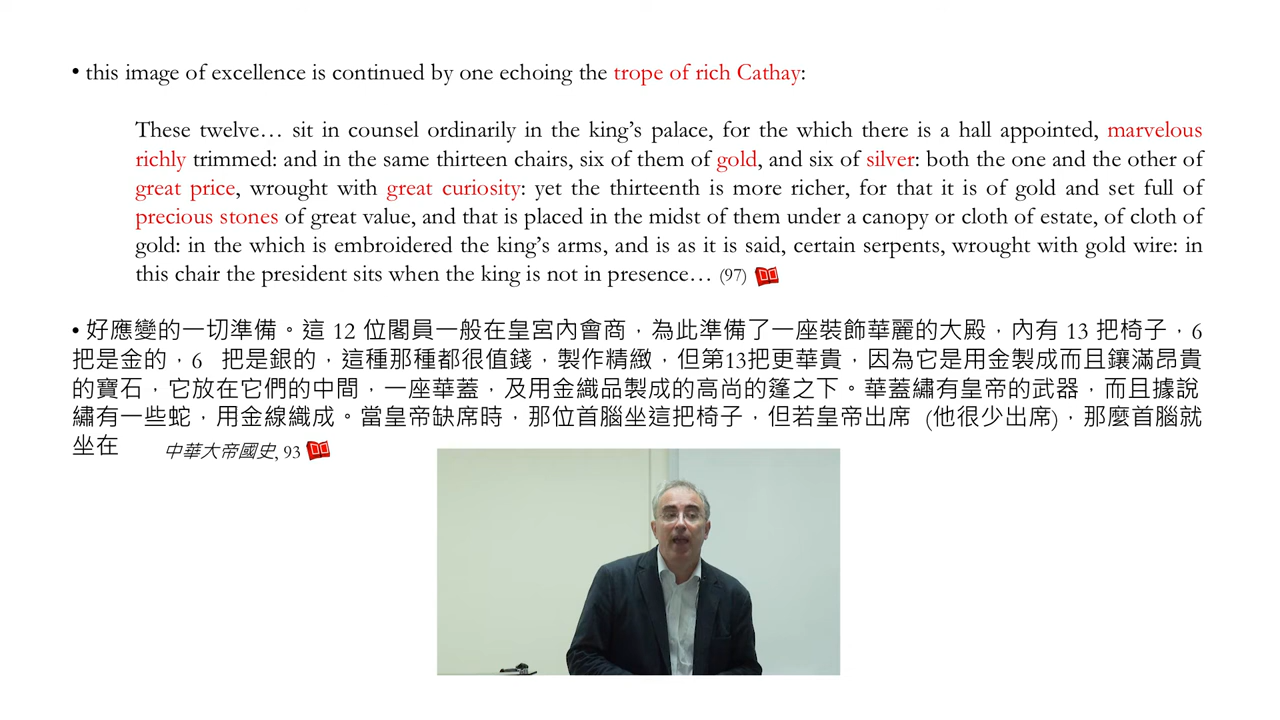 • this image of excellence is continued by one echoing the trope of rich Cathay:
These twelve… sit in counsel ordinarily in the king's palace, for the which there is a hall appointed, marvelous
richly trimmed: and in the same thirteen chairs, six of them of gold, and six of silver: both the one and the other of
great price, wrought with great curiosity: yet the thirteenth is more richer, for that it is of gold and set full of
precious stones of great value, and that is placed in the midst of them under a canopy or cloth of estate, of cloth of
gold: in the which is embroidered the king's arms, and is as it is said, certain serpents, wrought with gold wire: in
this chair the president sits when the king is not in presence… (97)
• 好應變的一切準備。這 12 位閣員一般在皇宮內會商，為此準備了一座裝飾華麗的大殿，內有 13 把椅子，6
把是金的，6 把是銀的，這種那種都很值錢，製作精緻，但第13把更華貴，因為它是用金製成而且鑲滿昂貴
的寶石，它放在它們的中間，一座華蓋，及用金織品製成的高尚的篷之下。華蓋繡有皇帝的武器，而且據說
繡有一些蛇，用金線織成。當皇帝缺席時，那位首腦坐這把椅子，但若皇帝出席 (他很少出席)，那麼首腦就
坐在 中華大帝國史, 93